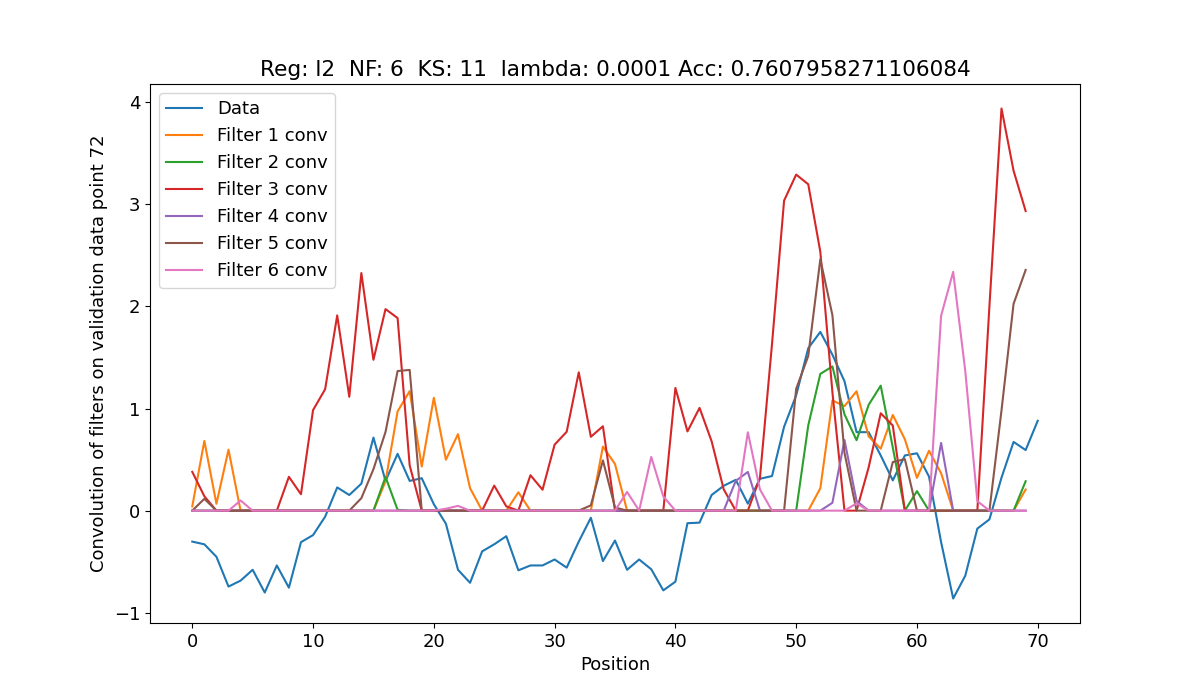 Reg: l2 NF: 6 KS: 11 lambda: 0.0001 Acc: 0.7607958271106084
Convolution of filters on validation data point 72
4
3
2
1
0
−1
Data
Filter 1 conv
Filter 2 conv
Filter 3 conv
Filter 4 conv
Filter 5 conv
Filter 6 conv
0 10 20 30 40 50 60 70
Position